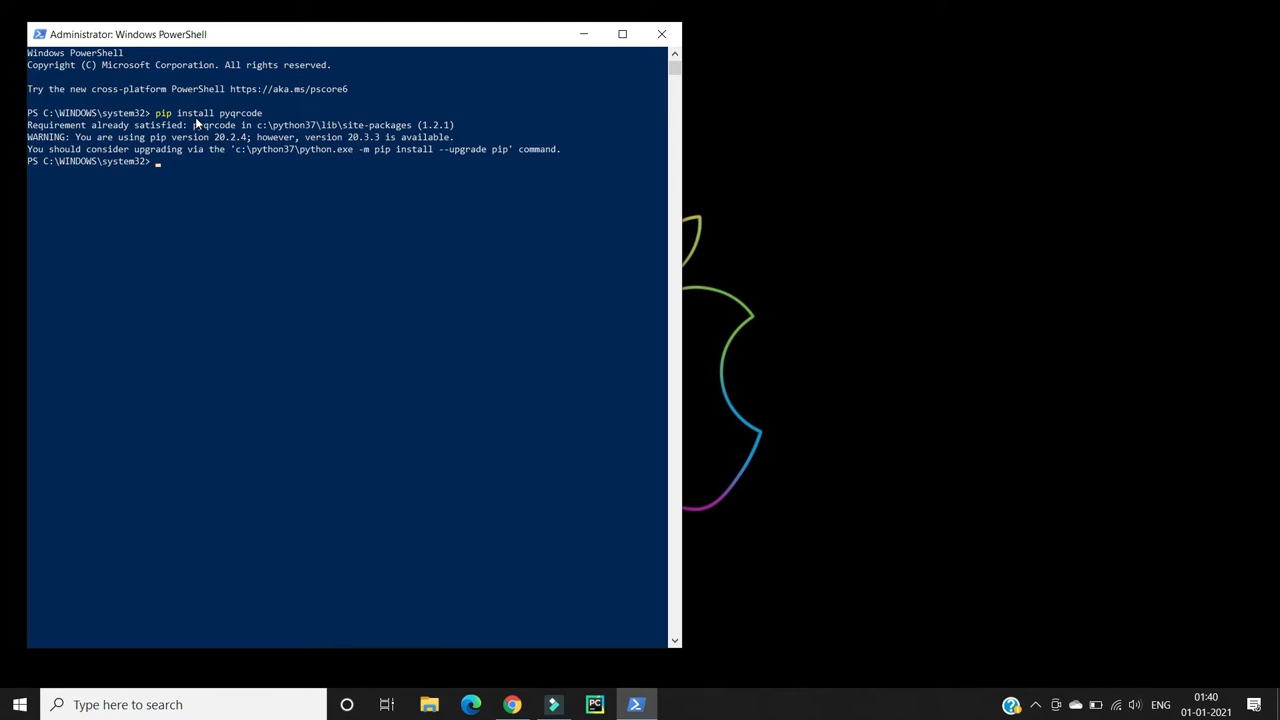 Administrator: Windows PowerShell
Windows PowerShell
Copyright (C) Microsoft Corporation. All rights reserved.
Try the new cross-platform PowerShell https://aka.ms/pscore6
PS C:\WINDOWS\system32> pip install pyqrcode
Requirement already satisfied: pyqrcode in c:\python37\lib\site-packages (1.2.1)
WARNING: You are using pip version 20.2.4; however, version 20.3.3 is available.
You should consider upgrading via the 'c:\python37\python.exe -m pip install --upgrade pip' command.
PS C:\WINDOWS\system32>
Type here to search
PC
ENG
01:40
01-01-2021